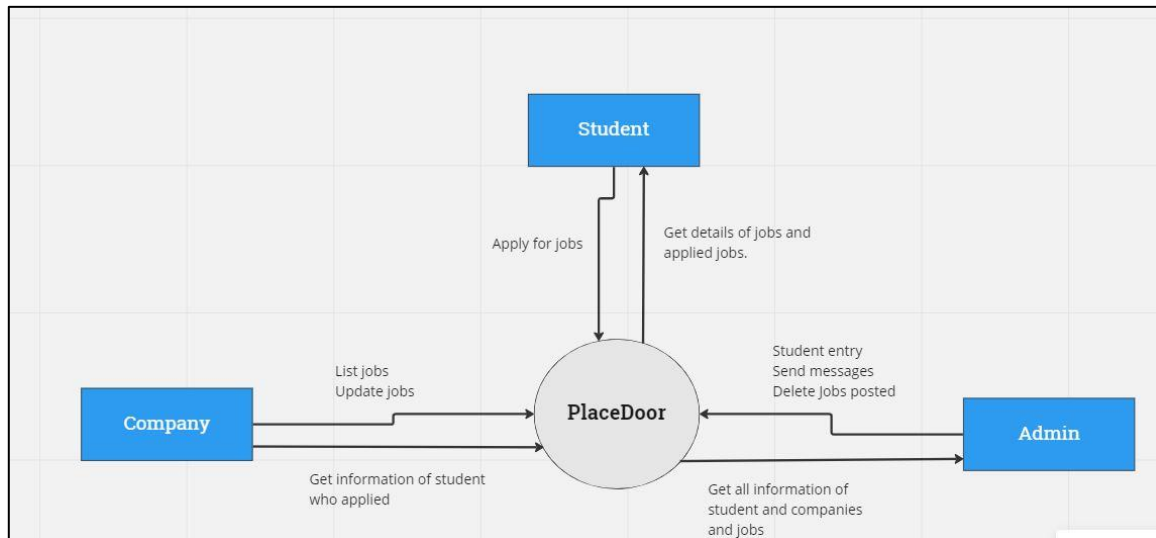 Student
Apply for jobs
Get details of jobs and
applied jobs.
List jobs
Update jobs
Student entry
Send messages
Delete Jobs posted
Company
PlaceDoor
Admin
Get information of student
who applied
Get all information of
student and companies
and jobs